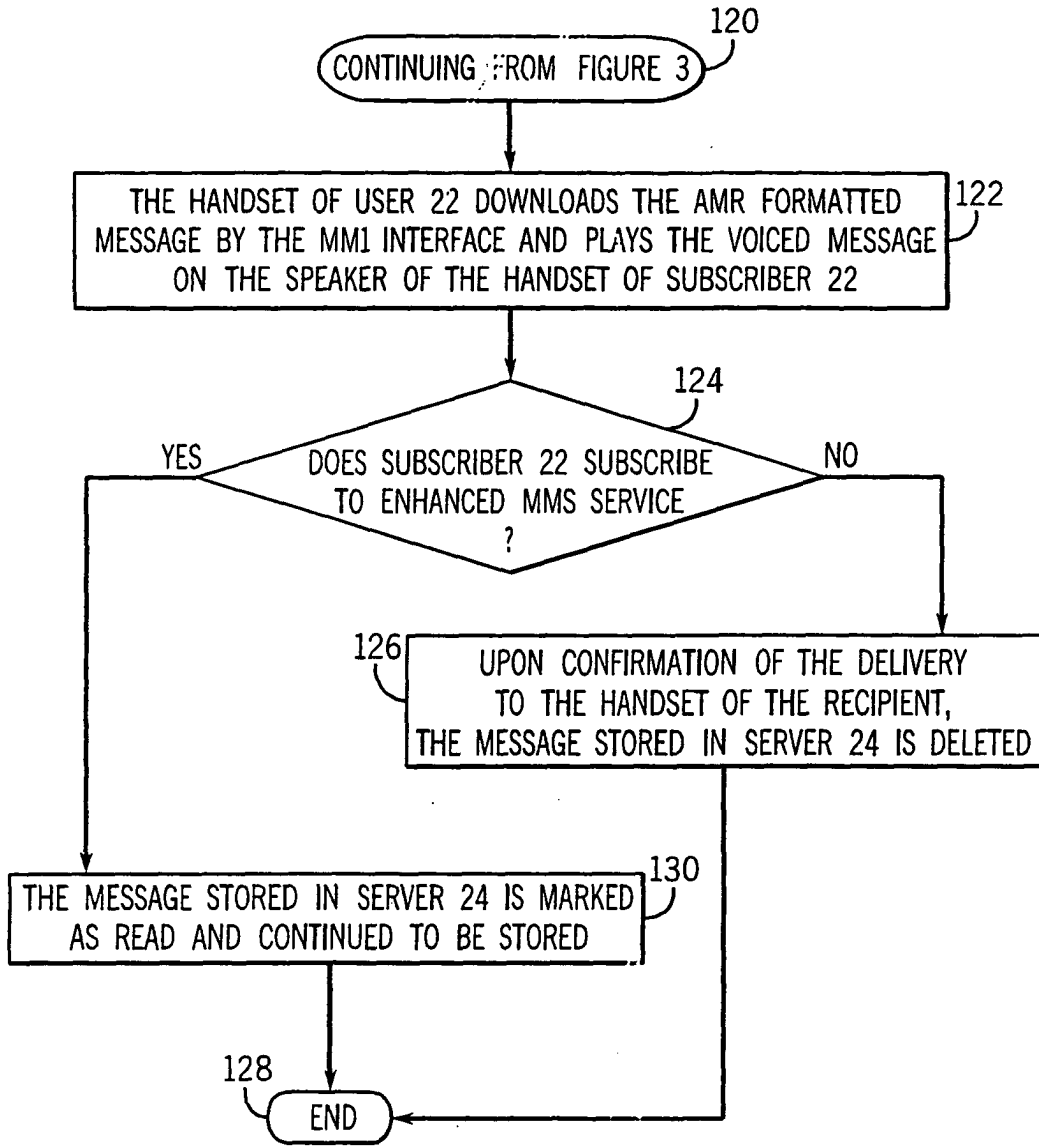 120
CONTINUING FROM FIGURE 3
122
THE HANDSET OF USER 22 DOWNLOADS THE AMR FORMATTED
MESSAGE BY THE MM1 INTERFACE AND PLAYS THE VOICED MESSAGE
ON THE SPEAKER OF THE HANDSET OF SUBSCRIBER 22
124
YES
NO
DOES SUBSCRIBER 22 SUBSCRIBE
TO ENHANCED MMS SERVICE
?
126
UPON CONFIRMATION OF THE DELIVERY
TO THE HANDSET OF THE RECIPIENT,
THE MESSAGE STORED IN SERVER 24 IS DELETED
130
THE MESSAGE STORED IN SERVER 24 IS MARKED
AS READ AND CONTINUED TO BE STORED
128
END